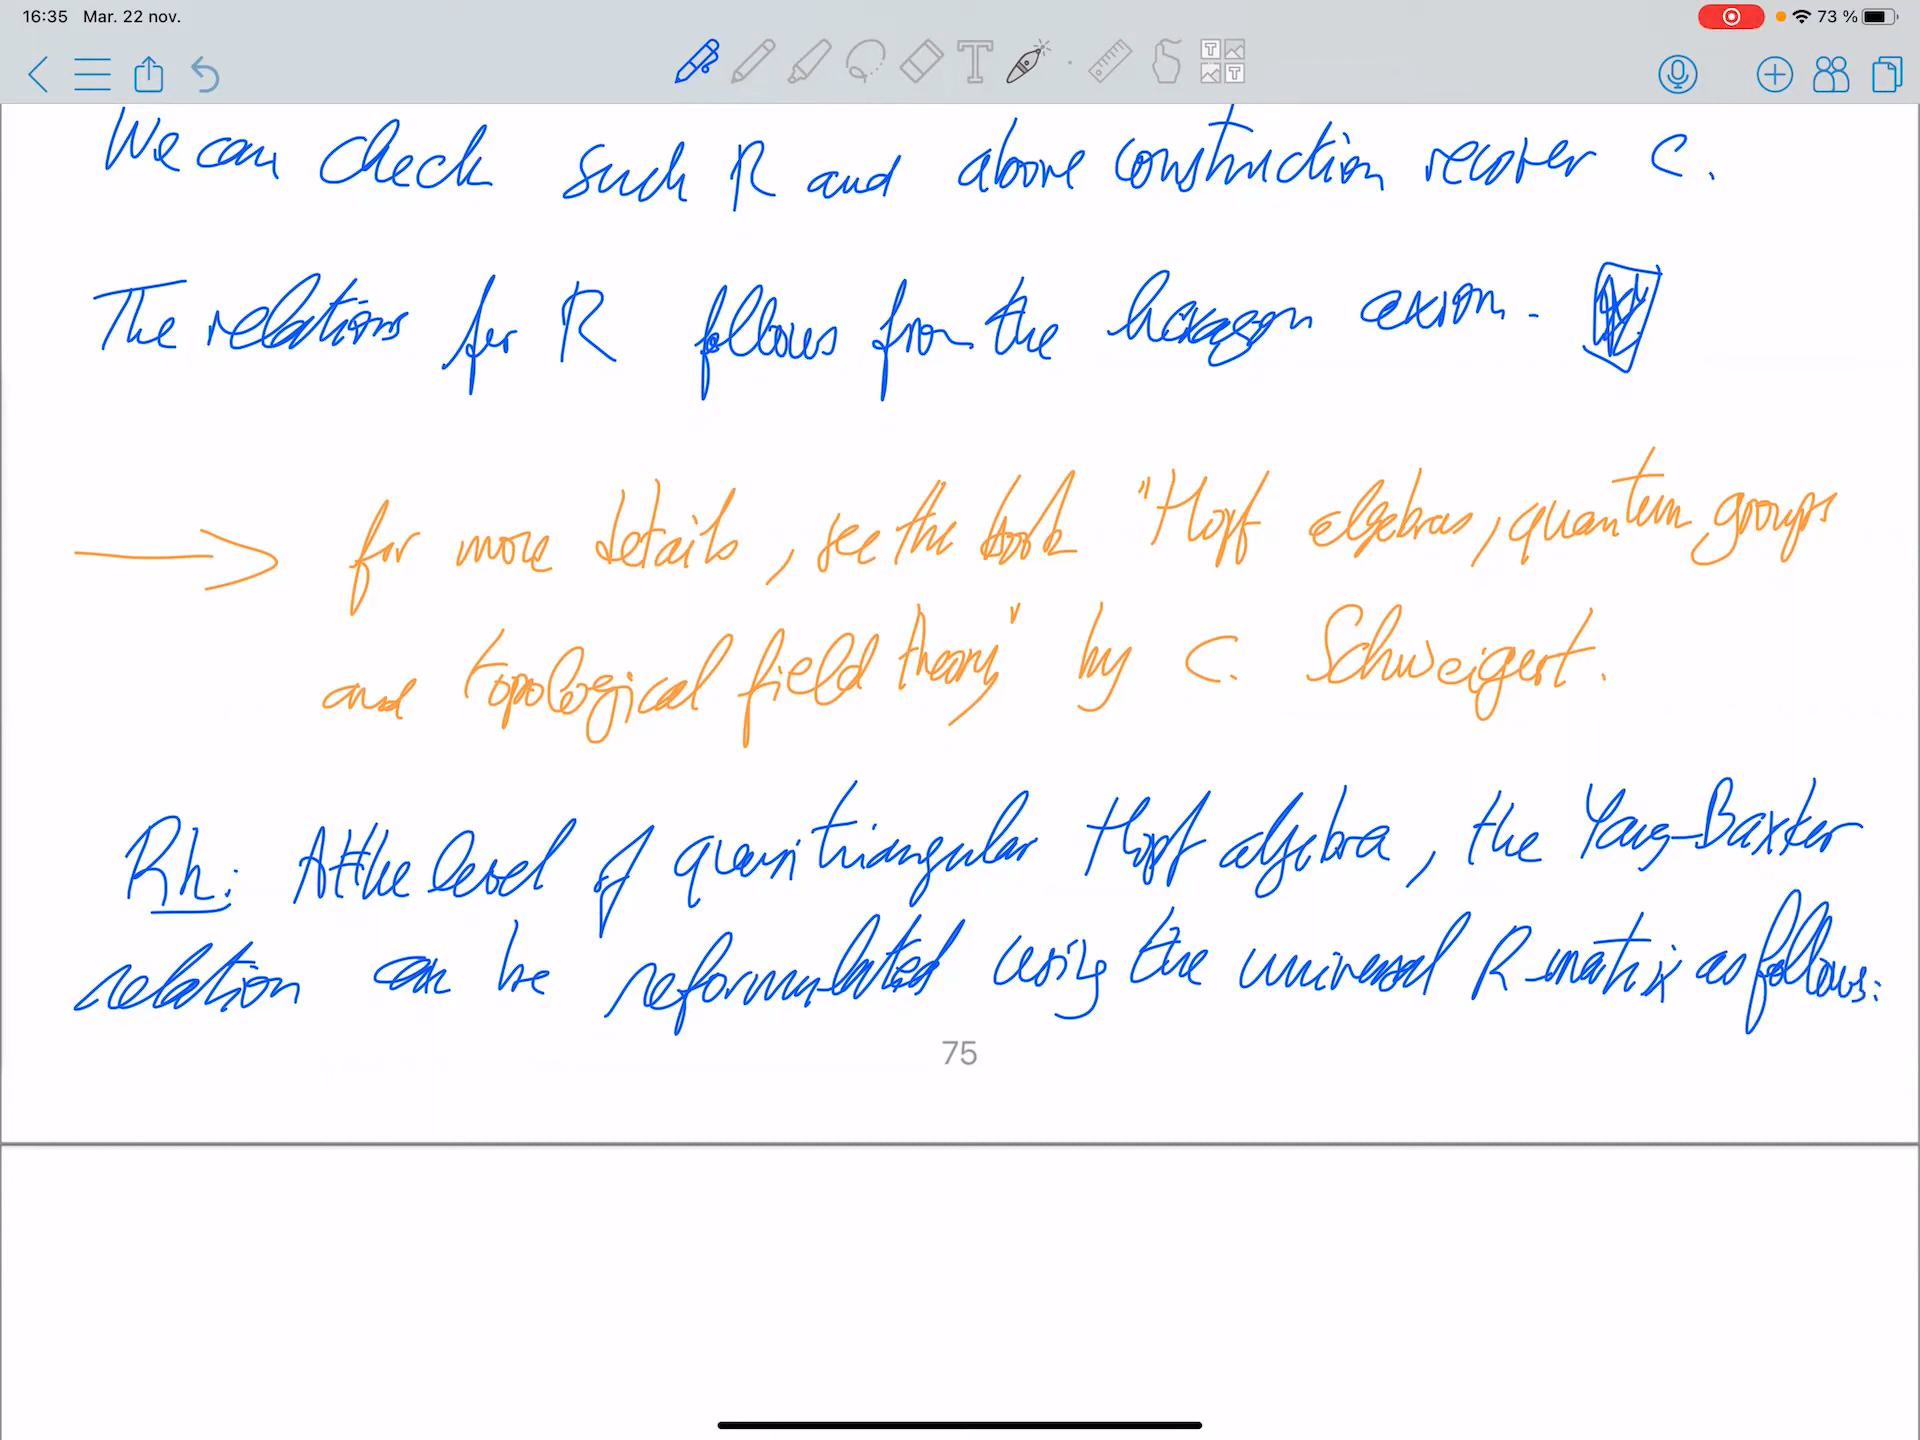 16:35 Mar. 22 nov. 73 %
We can check such R and above construction recover C.
The relations for R follows from the hexagon axiom.
for more details, see the book "Hopf algebras, quantum groups
and topological field theory" by C. Schweigert.
Rk: At the level of quasitriangular Hopf algebra, the Yang-Baxter
relation can be reformulated using the universal R-matrix as follows:
75